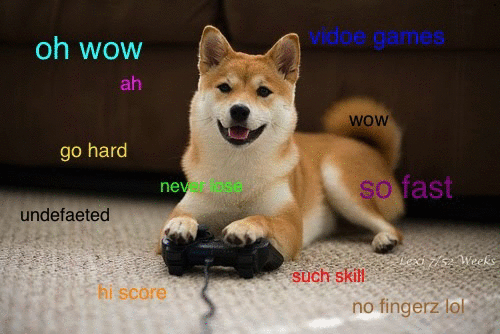 vidoe games
oh wow
ah
wow
go hard
never lose
so fast
undefaeted
Lexi 7/52 Weeks
such skill
hi score
no fingerz lol